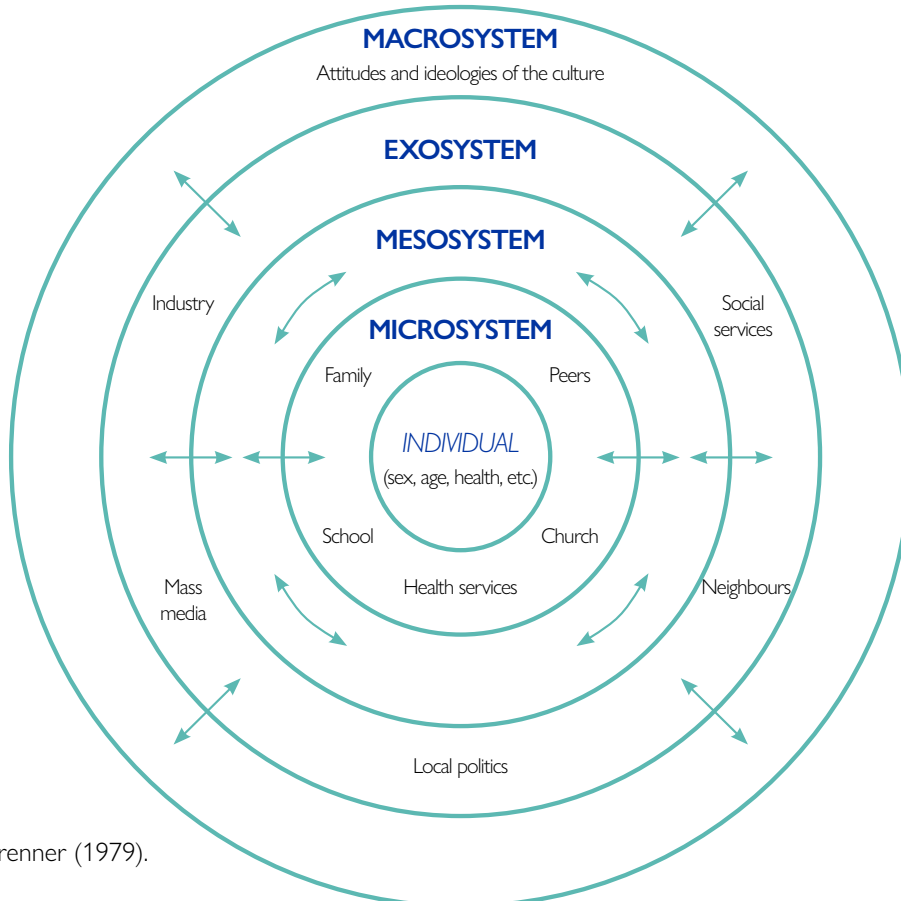 MACROSYSTEM
Attitudes and ideologies of the culture
EXOSYSTEM
MESOSYSTEM
Industry
Social
services
MICROSYSTEM
Family
Peers
INDIVIDUAL
(sex, age, health, etc.)
School
Church
Health services
Mass
media
Neighbours
Local politics
renner (1979).